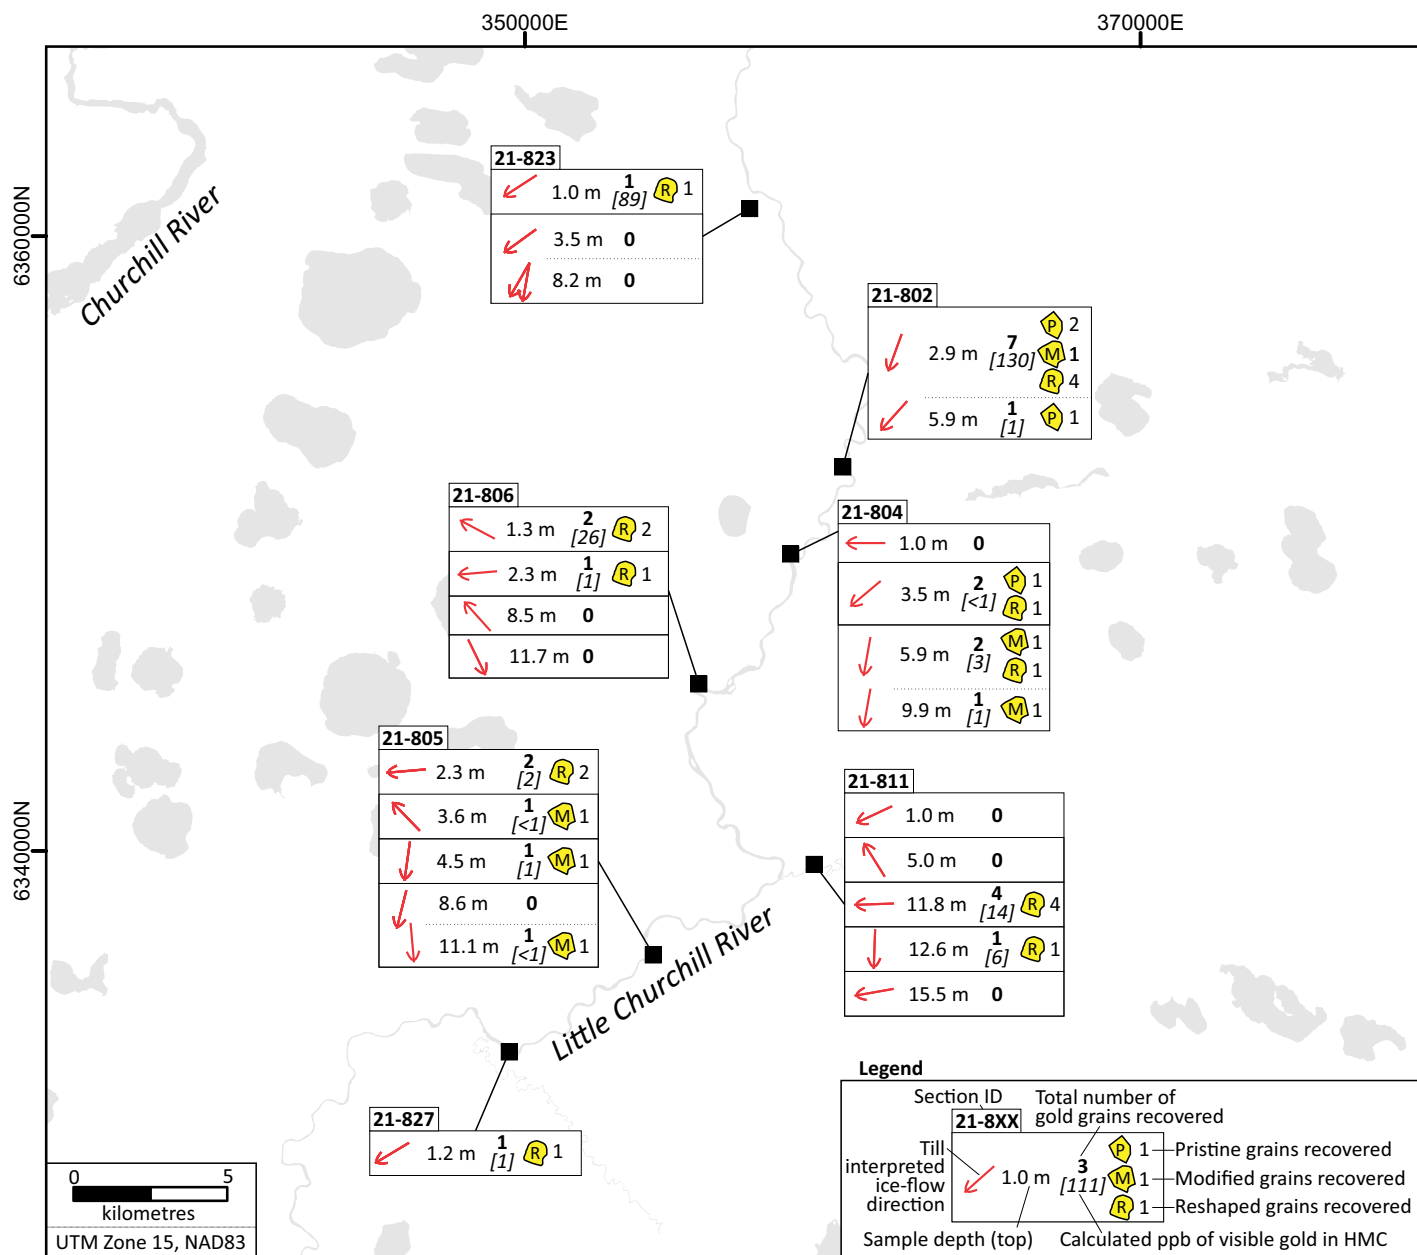 350000E 370000E
6360000N
6340000N
Churchill River
Little Churchill River
21-823
1.0 m 1 [89] R 1
3.5 m 0
8.2 m 0
21-802
2.9 m 7 [130] P 2
M 1
R 4
5.9 m 1 [1] P 1
21-806
1.3 m 2 [26] R 2
2.3 m 1 [1] R 1
8.5 m 0
11.7 m 0
21-804
1.0 m 0
3.5 m 2 [<1] P 1
R 1
5.9 m 2 [3] M 1
R 1
9.9 m 1 [1] M 1
21-805
2.3 m 2 [2] R 2
3.6 m 1 [<1] M 1
4.5 m 1 [1] M 1
8.6 m 0
11.1 m 1 [<1] M 1
21-811
1.0 m 0
5.0 m 0
11.8 m 4 [14] R 4
12.6 m 1 [6] R 1
15.5 m 0
21-827
1.2 m 1 [1] R 1
0 5
kilometres
UTM Zone 15, NAD83
Legend
Section ID
Total number of
gold grains recovered
21-8XX
Till
interpreted
ice-flow
direction
1.0 m 3 [111]
P 1 Pristine grains recovered
M 1 Modified grains recovered
R 1 Reshaped grains recovered
Sample depth (top)
Calculated ppb of visible gold in HMC